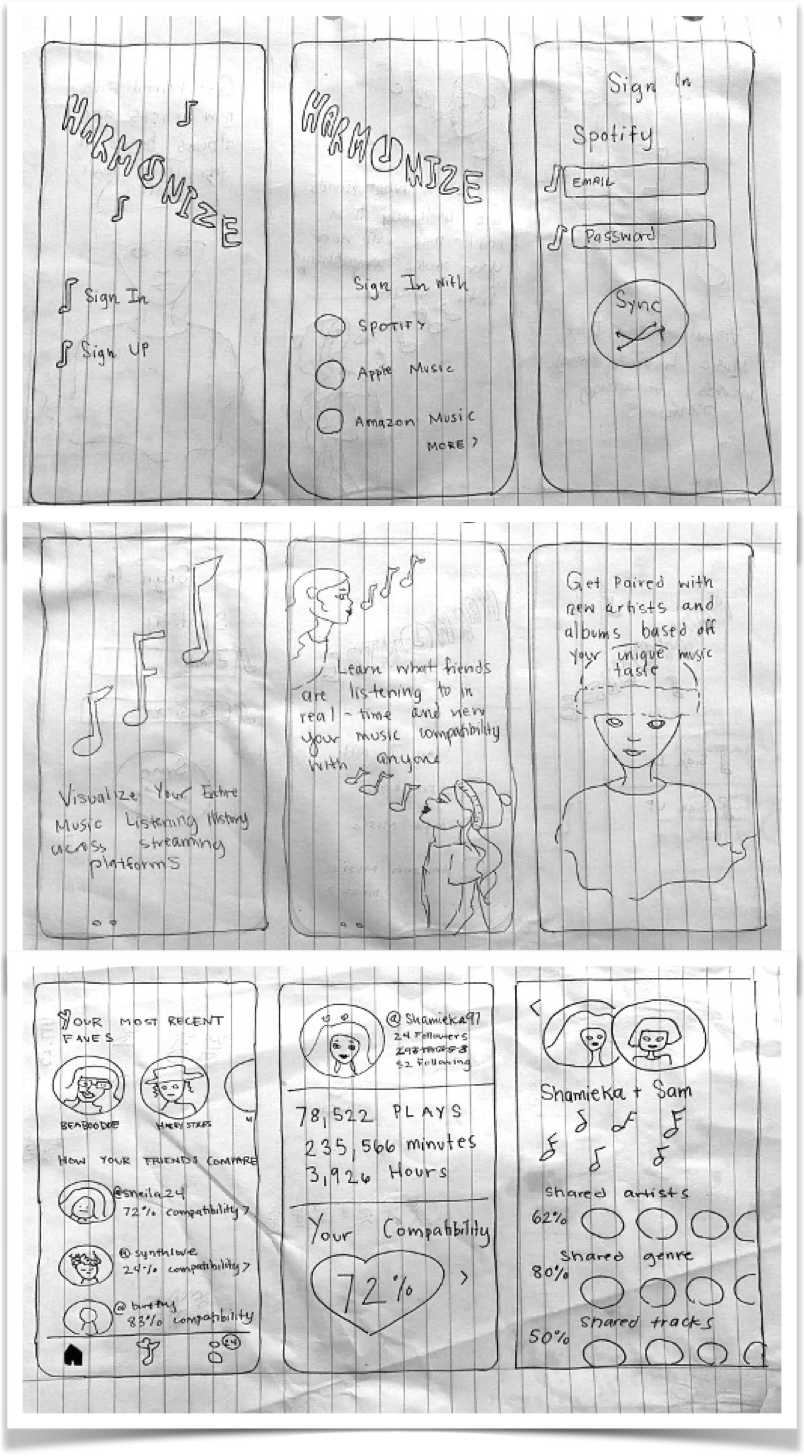 HARMONIZE
Sign In
Sign UP
HARMONIZE
Sign In with
SPOTIFY
Apple Music
Amazon Music
MORE >
Sign In
Spotify
EMAIL
Password
Sync
Visualize Your Entire
Music Listening History
across streaming
platforms
Learn what friends
are listening to in
real-time and new
your music compatibility
with anyone
Get Paired with
new artists and
albums based off
your unique music
taste
YOUR MOST RECENT
FAVES
BEABOODOE
HARRY STYLES
HOW YOUR FRIENDS COMPARE
@sheila24
72% compatibility >
@synthlove
24% compatibility >
83% compatibility
24
@Shamieka97
24 Followers
52 Following
78,522 PLAYS
235,566 minutes
3,926 Hours
Your Compatibility
72% >
<
Shamieka + Sam
shared artists
62%
Shared genre
80%
Shared tracks
50%